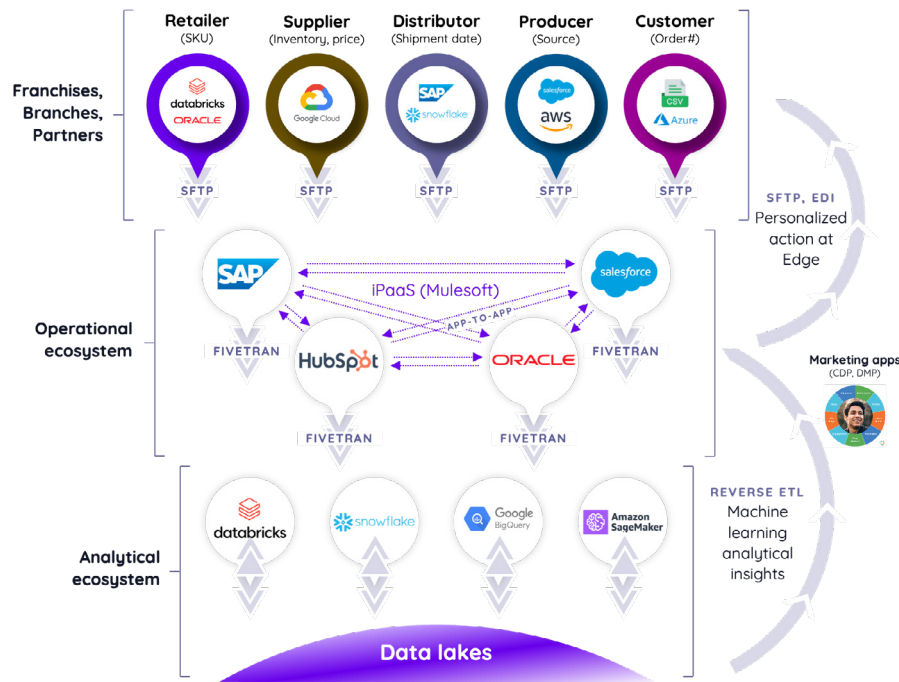 Retailer
(SKU)
Supplier
(Inventory, price)
Distributor
(Shipment date)
Producer
(Source)
Customer
(Order#)
Franchises,
Branches,
Partners
databricks
ORACLE
Google Cloud
SAP
snowflake
salesforce
aws
CSV
Azure
SFTP
SFTP
SFTP
SFTP
SFTP
SFTP, EDI
Personalized
action at
Edge
Operational
ecosystem
SAP
salesforce
iPaaS (Mulesoft)
APP-TO-APP
HubSpot
ORACLE
FIVETRAN
FIVETRAN
FIVETRAN
FIVETRAN
Marketing apps
(CDP, DMP)
Analytical
ecosystem
databricks
snowflake
Google
BigQuery
Amazon
SageMaker
REVERSE ETL
Machine
learning
analytical
insights
Data lakes